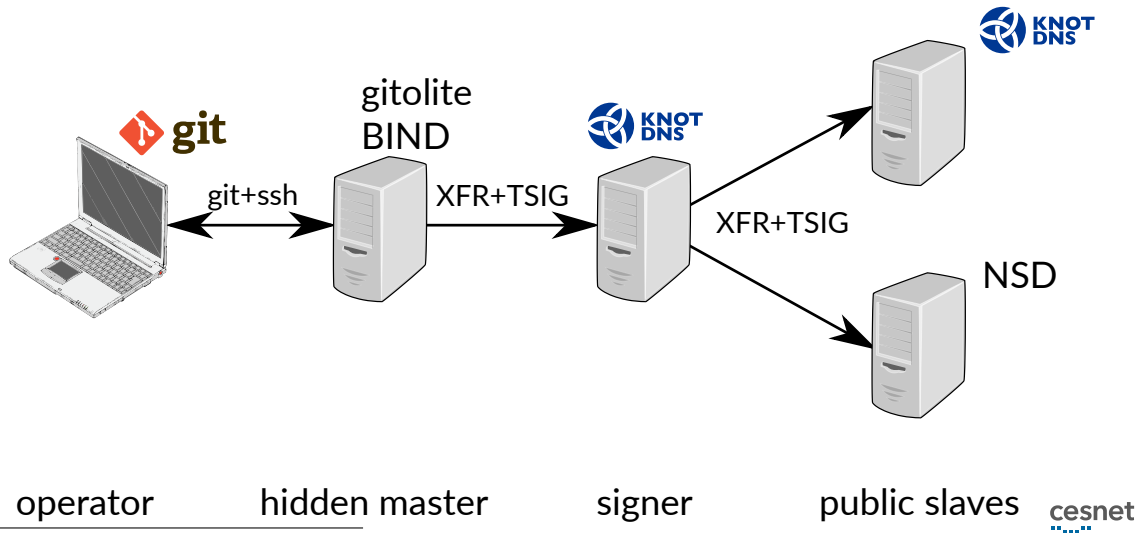 KNOT
DNS
gitolite
BIND
git
KNOT
DNS
git+ssh
XFR+TSIG
XFR+TSIG
NSD
operator
hidden master
signer
public slaves
cesnet